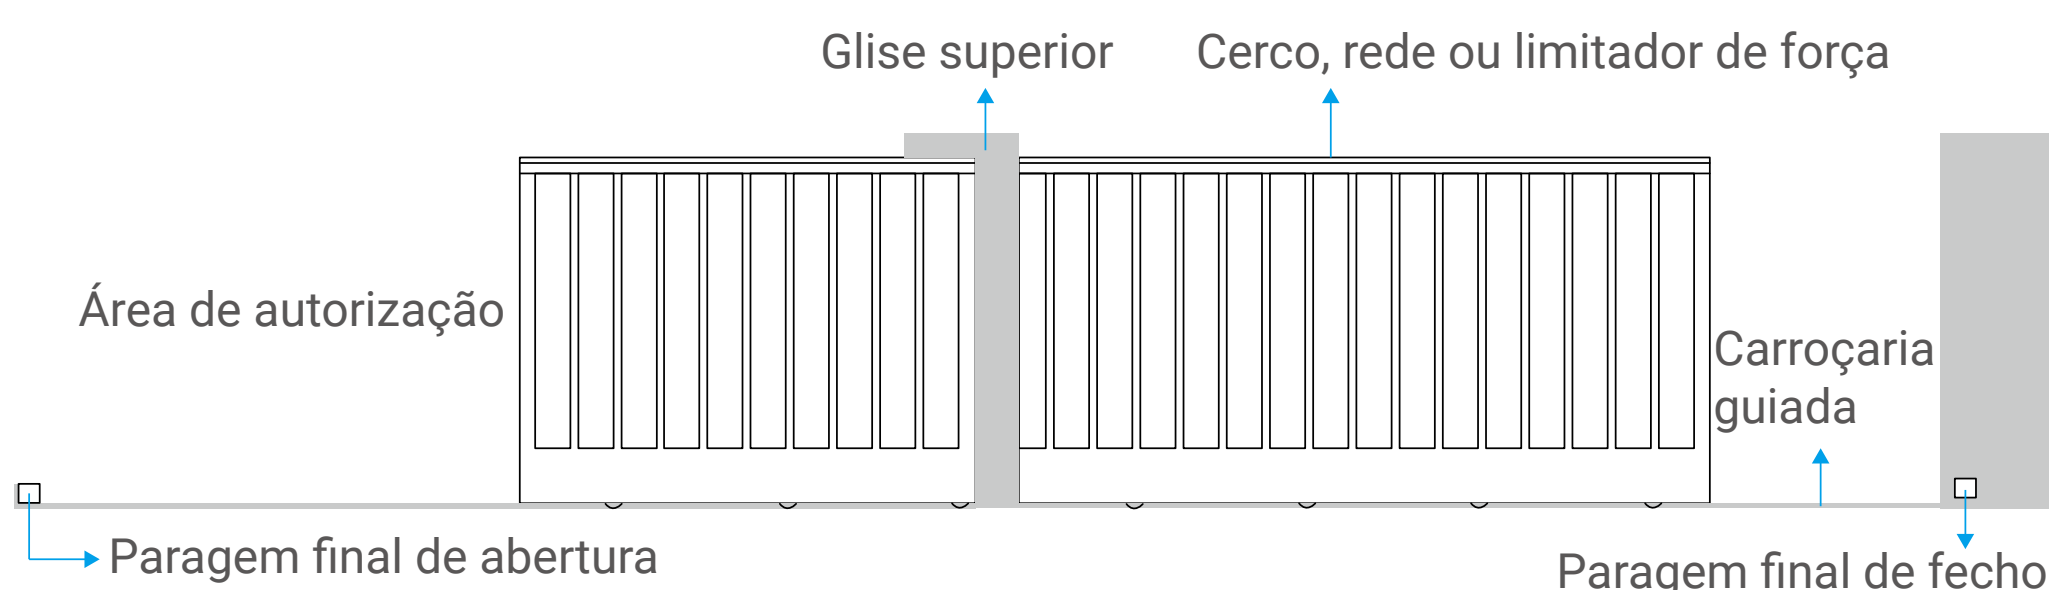 Glise superior
Cerco, rede ou limitador de força
Área de autorização
Carroçaria
guiada
Paragem final de abertura
Paragem final de fecho